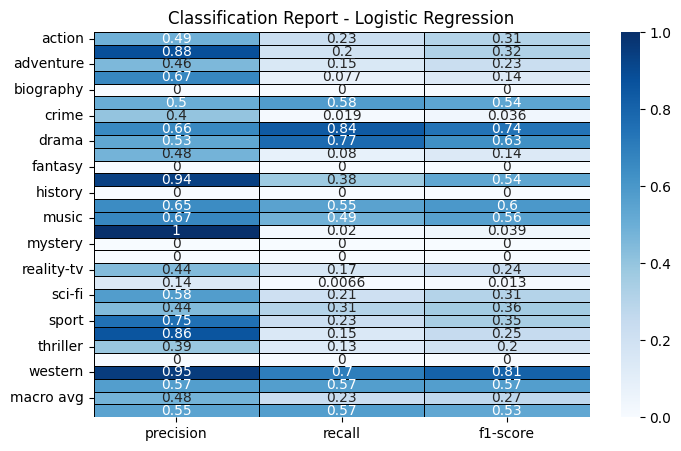 Classification Report - Logistic Regression
action 0.49 0.23 0.31
0.88 0.2 0.32
adventure 0.46 0.15 0.23
0.67 0.077 0.14
biography 0 0 0
0.5 0.58 0.54
crime 0.4 0.019 0.036
0.66 0.84 0.74
drama 0.53 0.77 0.63
0.48 0.08 0.14
fantasy 0 0 0
0.94 0.38 0.54
history 0 0 0
0.65 0.55 0.6
music 0.67 0.49 0.56
1 0.02 0.039
mystery 0 0 0
0 0 0
reality-tv 0.44 0.17 0.24
0.14 0.0066 0.013
sci-fi 0.58 0.21 0.31
0.44 0.31 0.36
sport 0.75 0.23 0.35
0.86 0.15 0.25
thriller 0.39 0.13 0.2
0 0 0
western 0.95 0.7 0.81
0.57 0.57 0.57
macro avg 0.48 0.23 0.27
0.55 0.57 0.53
precision recall f1-score
1.0
0.8
0.6
0.4
0.2
0.0